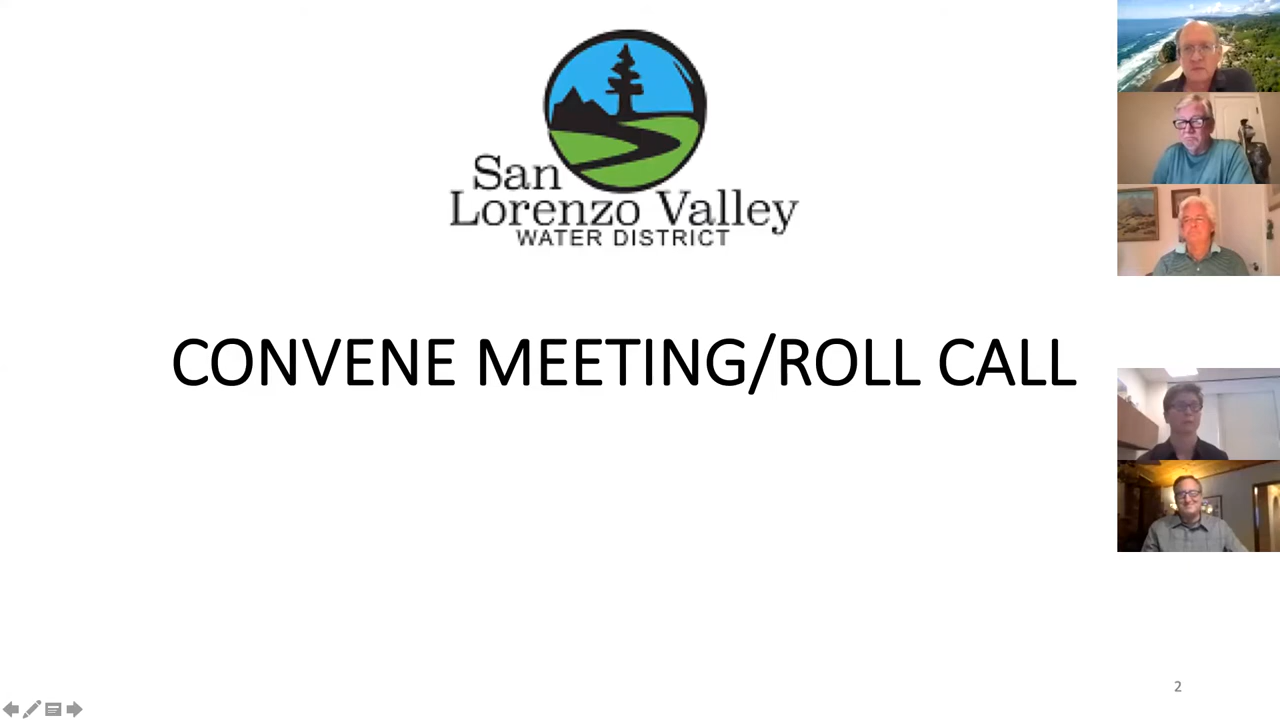 San
Lorenzo Valley
WATER DISTRICT
CONVENE MEETING/ROLL CALL
2